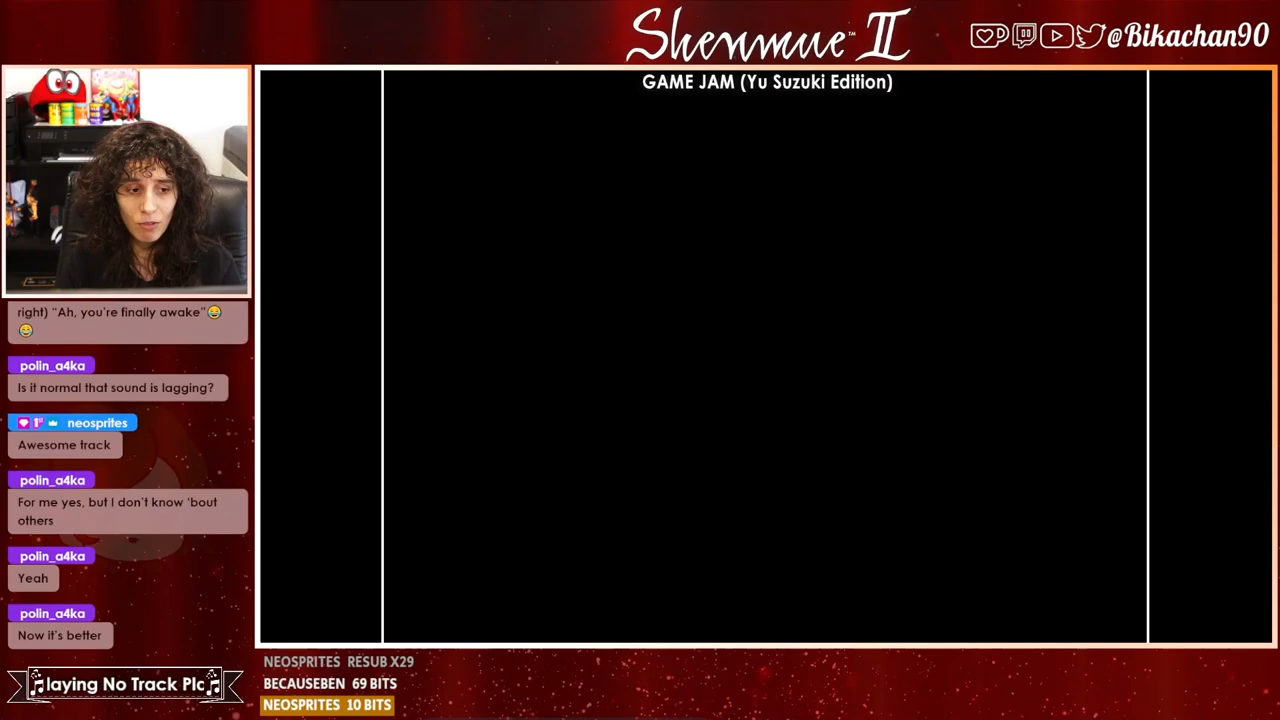 Shenmue™ II
@Bikachan90
GAME JAM (Yu Suzuki Edition)
right) “Ah, you’re finally awake”😂
😂
polin_a4ka
Is it normal that sound is lagging?
neosprites
Awesome track
polin_a4ka
For me yes, but I don’t know ‘bout
others
polin_a4ka
Yeah
polin_a4ka
Now it’s better
laying No Track Pla
NEOSPRITES RESUB X29
BECAUSEBEN 69 BITS
NEOSPRITES 10 BITS